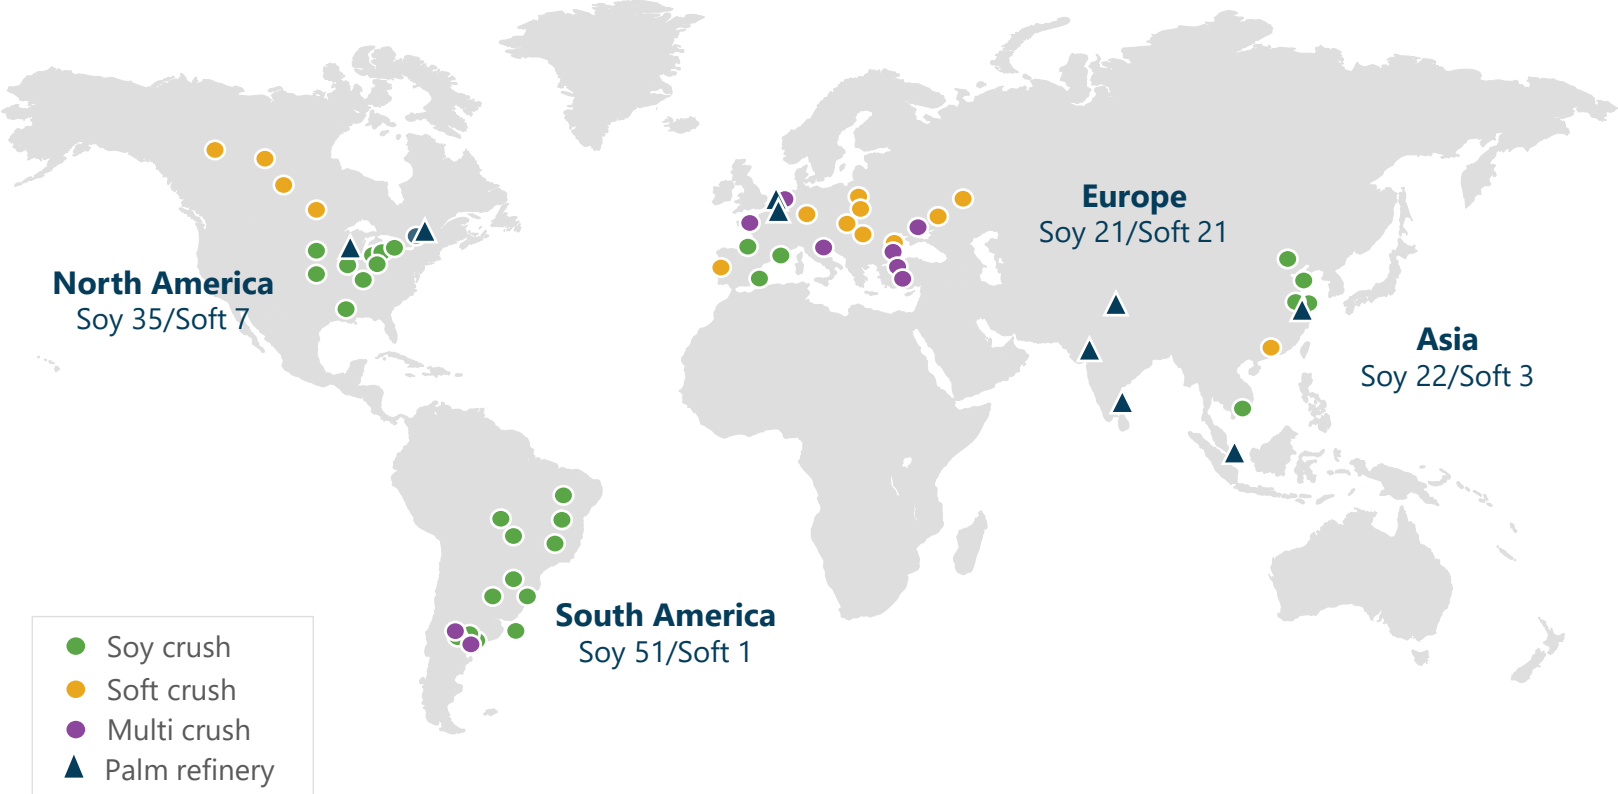 Europe
Soy 21/Soft 21
North America
Soy 35/Soft 7
Asia
Soy 22/Soft 3
South America
Soy 51/Soft 1
Soy crush
Soft crush
Multi crush
Palm refinery